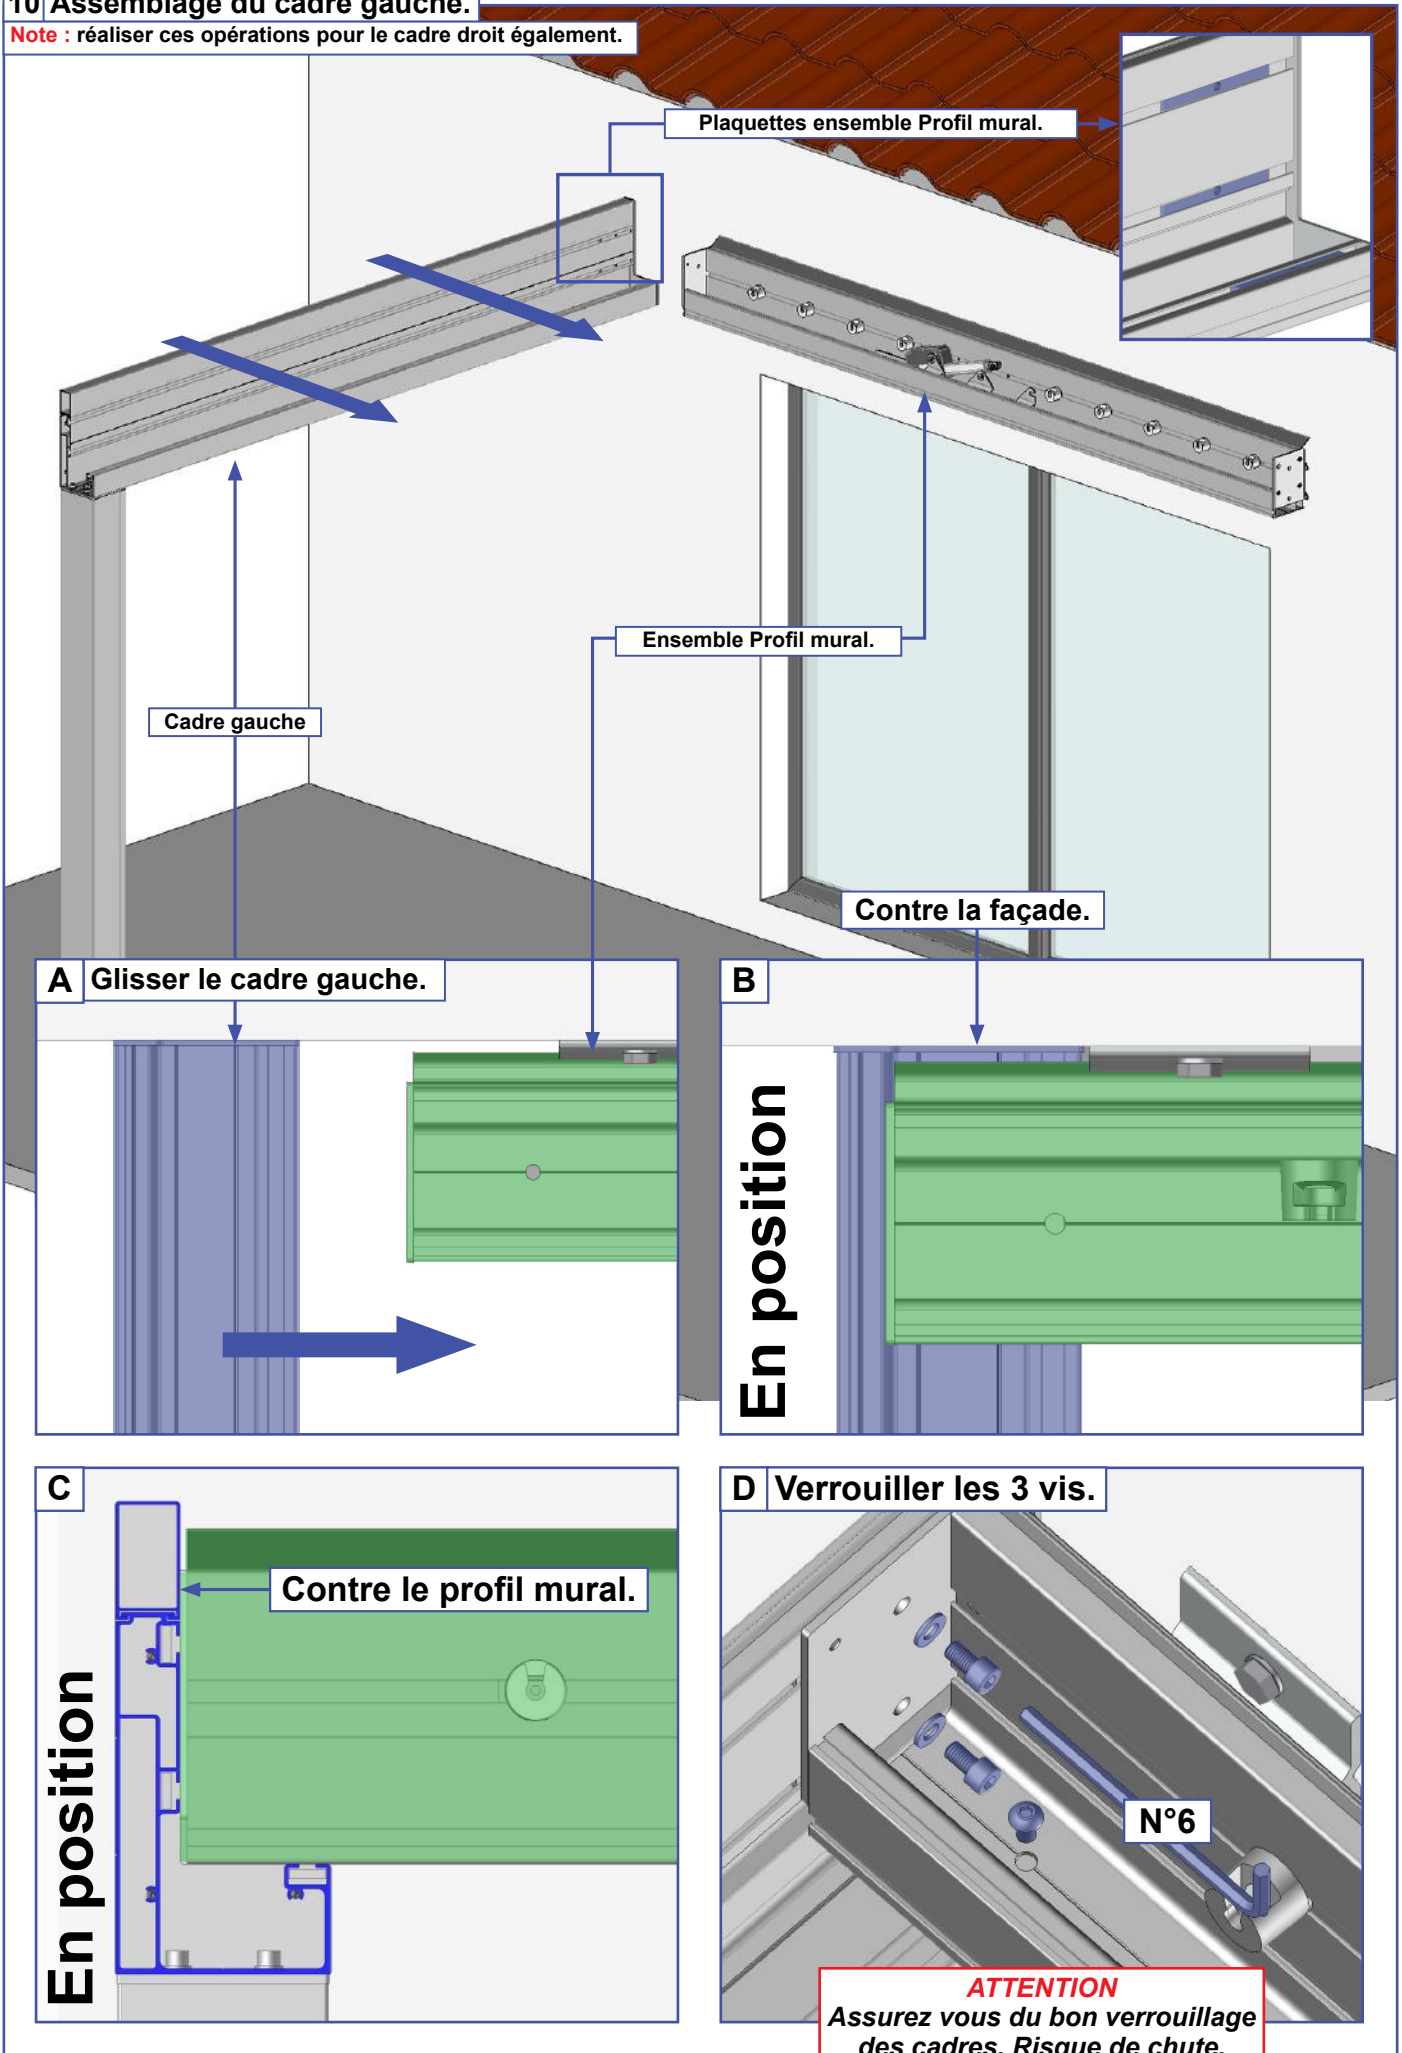 10 Assemblage du cadre gauche.
Note : réaliser ces opérations pour le cadre droit également.
Plaquettes ensemble Profil mural.
Ensemble Profil mural.
Cadre gauche
Contre la façade.
A Glisser le cadre gauche.
B
En position
C
Contre le profil mural.
En position
D Verrouiller les 3 vis.
N°6
ATTENTION
Assurez vous du bon verrouillage
des cadres. Risque de chute.